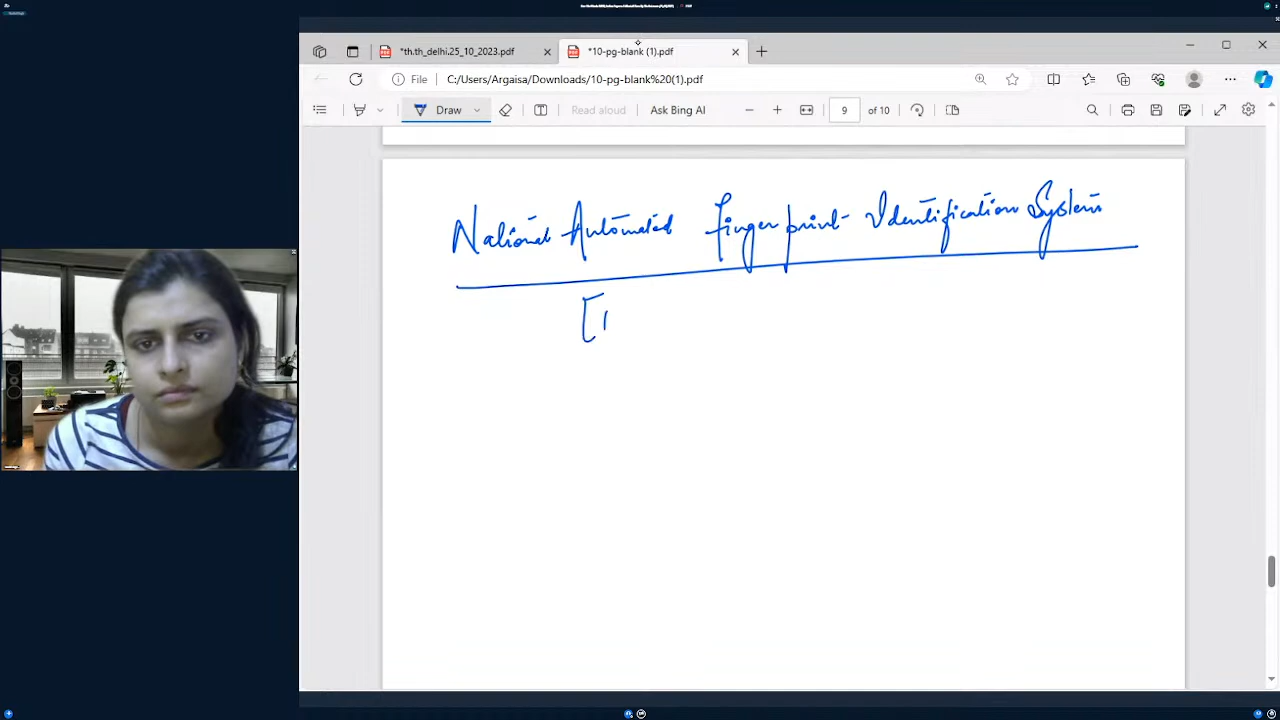 *th.th_delhi.25_10_2023.pdf
*10-pg-blank (1).pdf
File
C:/Users/Argaisa/Downloads/10-pg-blank%20(1).pdf
Draw
Read aloud
Ask Bing AI
9 of 10
National Automated Fingerprint Identification System
[